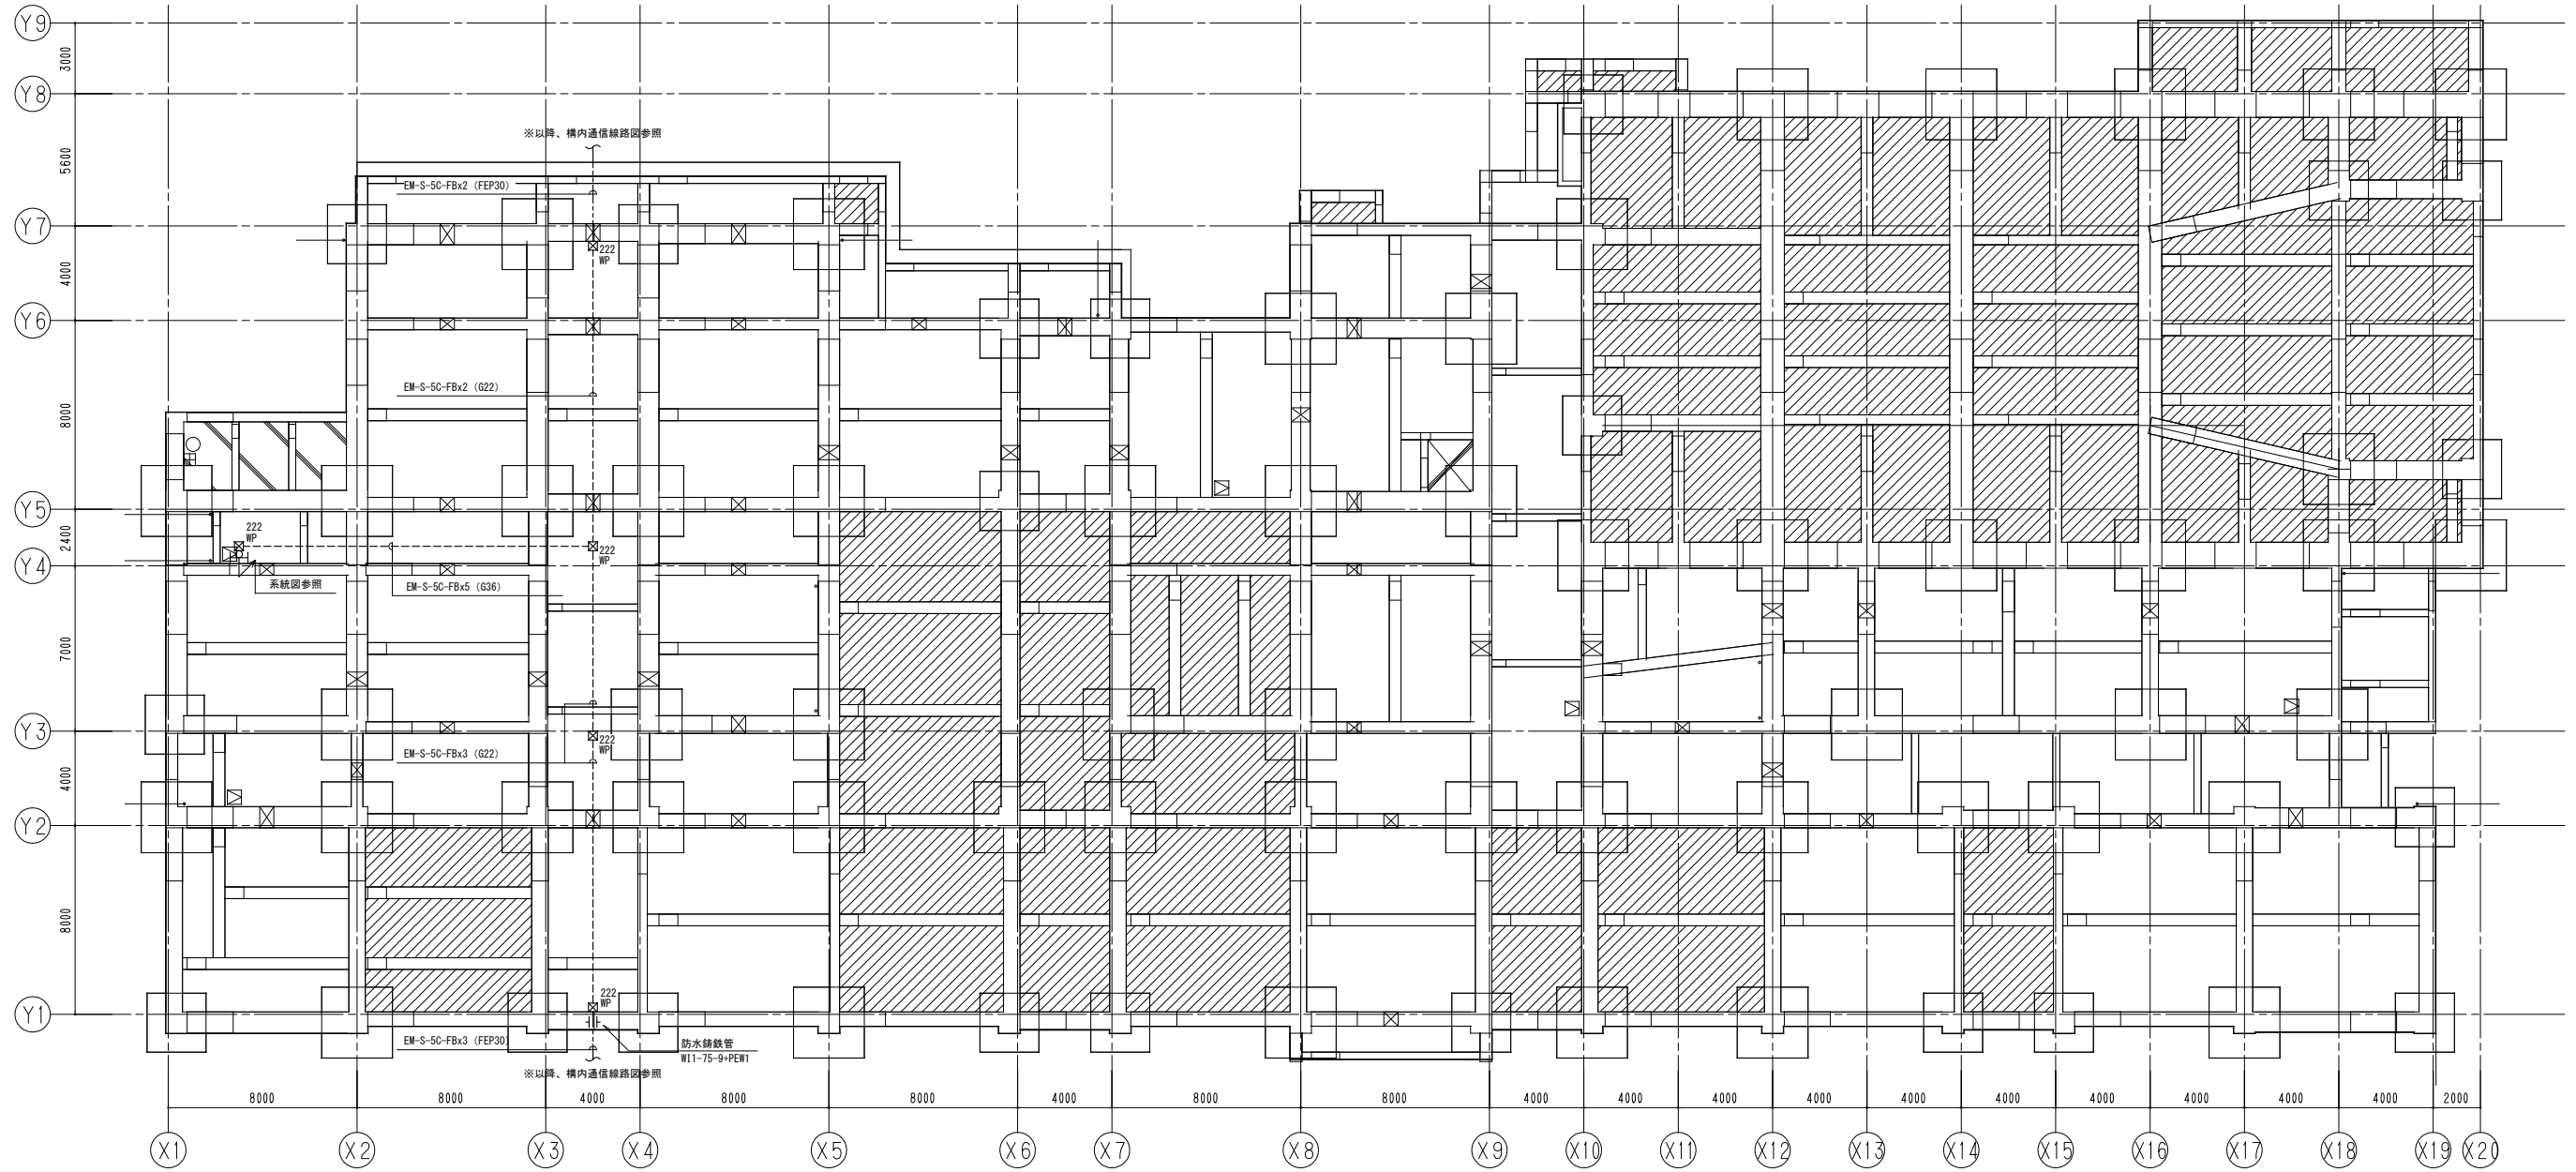 Y9
3000
Y8
※以降、構内通信線路図参照
5600
EM-S-5C-FBx2 (FEP30)
Y7
222
WP
4000
Y6
EM-S-5C-FBx2 (G22)
8000
Y5
222
WP
222
WP
2400
Y4
系統図参照
EM-S-5C-FBx5 (G36)
7000
Y3
222
WP
EM-S-5C-FBx3 (G22)
4000
Y2
8000
222
WP
Y1
EM-S-5C-FBx3 (FEP30)
防水鋳鉄管
WI1-75-9+PEW1
※以降、構内通信線路図参照
8000 8000 4000 8000 8000 4000 8000 8000 4000 4000 4000 4000 4000 4000 4000 4000 4000 4000 2000
X1 X2 X3 X4 X5 X6 X7 X8 X9 X10 X11 X12 X13 X14 X15 X16 X17 X18 X19 X20